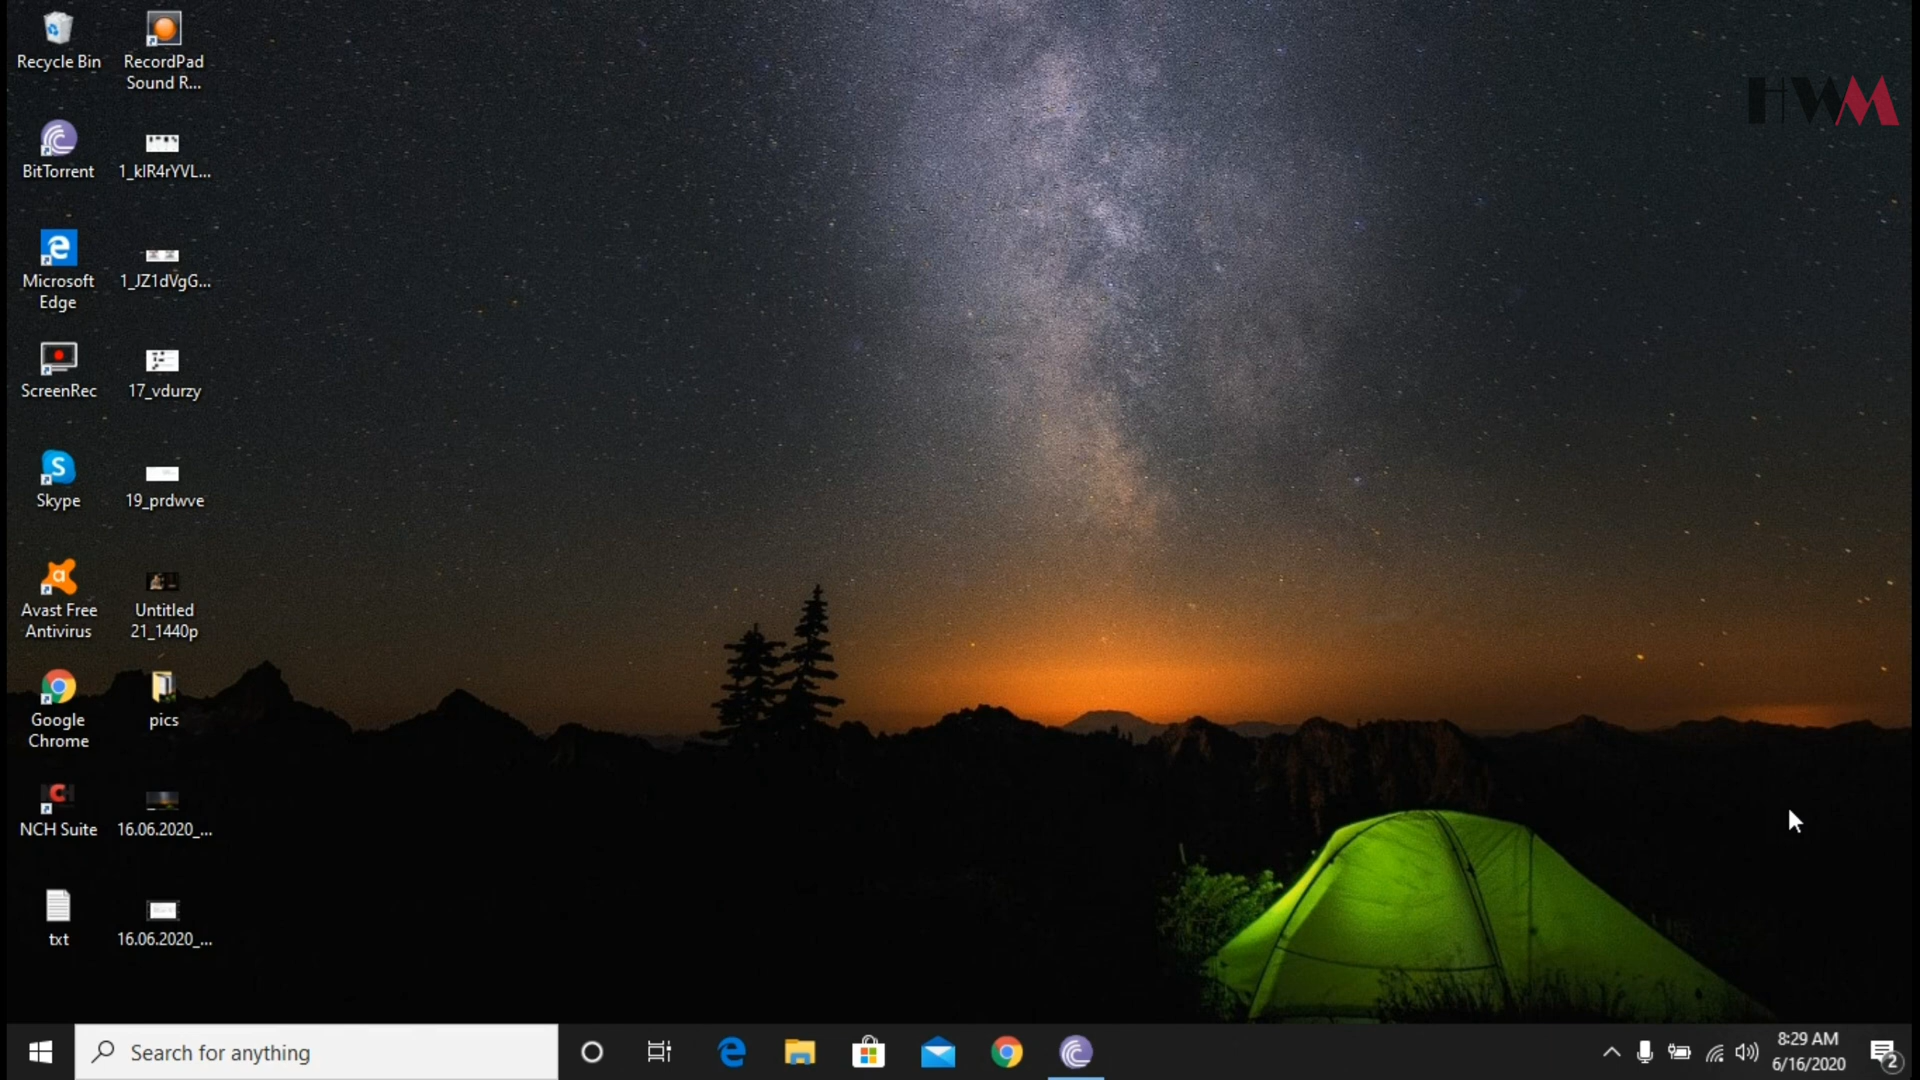 Recycle Bin
RecordPad
Sound R...
HWM
BitTorrent
1_kIR4rYVL...
Microsoft
Edge
1_JZ1dVgG...
ScreenRec
17_vdurzy
Skype
19_prdwve
Avast Free
Antivirus
Untitled
21_1440p
Google
Chrome
pics
NCH Suite
16.06.2020_...
txt
16.06.2020_...
Search for anything
8:29 AM
6/16/2020
2